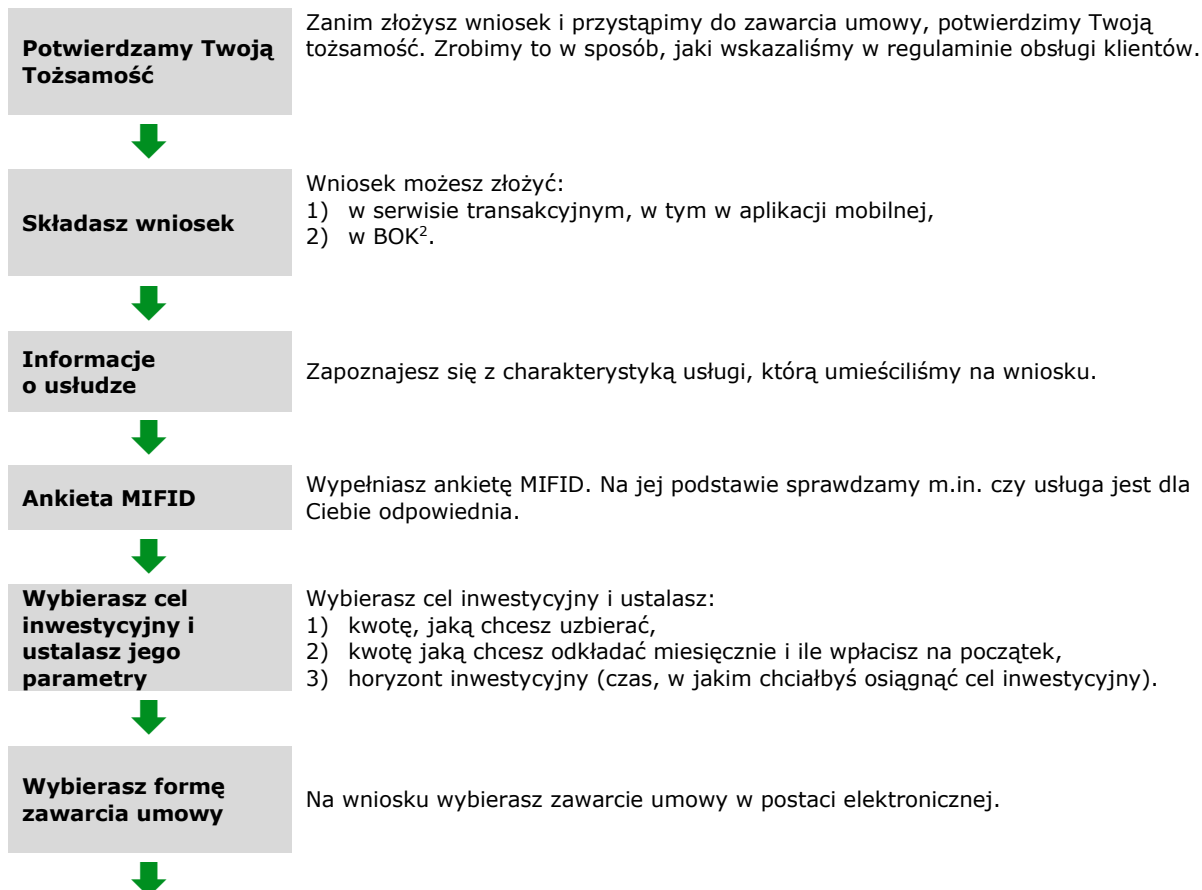 Potwierdzamy Twoją
Tożsamość
Zanim złożysz wniosek i przystąpimy do zawarcia umowy, potwierdzimy Twoją
tożsamość. Zrobimy to w sposób, jaki wskazaliśmy w regulaminie obsługi klientów.
Składasz wniosek
Wniosek możesz złożyć:
1) w serwisie transakcyjnym, w tym w aplikacji mobilnej,
2) w BOK².
Informacje
o usłudze
Zapoznajesz się z charakterystyką usługi, którą umieściliśmy na wniosku.
Ankieta MIFID
Wypełniasz ankietę MIFID. Na jej podstawie sprawdzamy m.in. czy usługa jest dla
Ciebie odpowiednia.
Wybierasz cel
inwestycyjny i
ustalasz jego
parametry
Wybierasz cel inwestycyjny i ustalasz:
1) kwotę, jaką chcesz uzbierać,
2) kwotę jaką chcesz odkładać miesięcznie i ile wpłacisz na początek,
3) horyzont inwestycyjny (czas, w jakim chciałbyś osiągnąć cel inwestycyjny).
Wybierasz formę
zawarcia umowy
Na wniosku wybierasz zawarcie umowy w postaci elektronicznej.